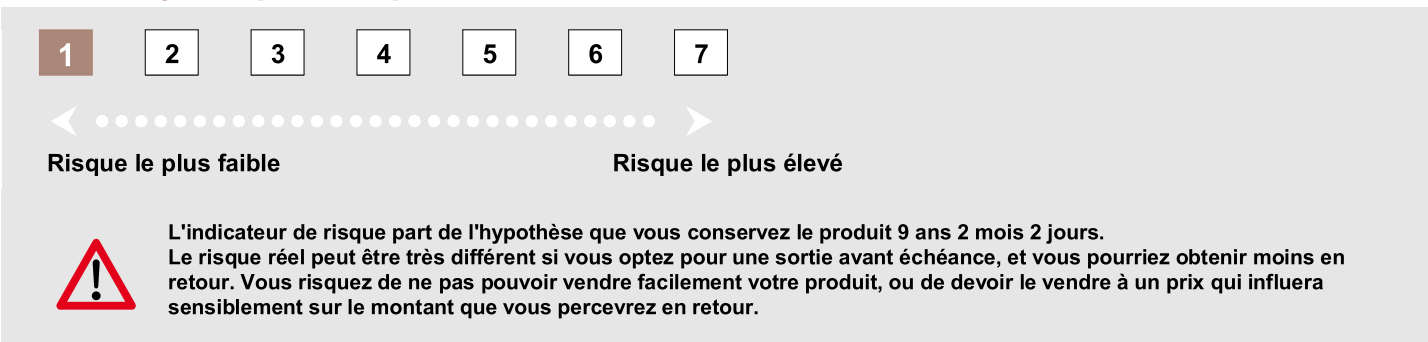 1 2 3 4 5 6 7
Risque le plus faible Risque le plus élevé
L'indicateur de risque part de l'hypothèse que vous conservez le produit 9 ans 2 mois 2 jours.
Le risque réel peut être très différent si vous optez pour une sortie avant échéance, et vous pourriez obtenir moins en
retour. Vous risquez de ne pas pouvoir vendre facilement votre produit, ou de devoir le vendre à un prix qui influera
sensiblement sur le montant que vous percevrez en retour.